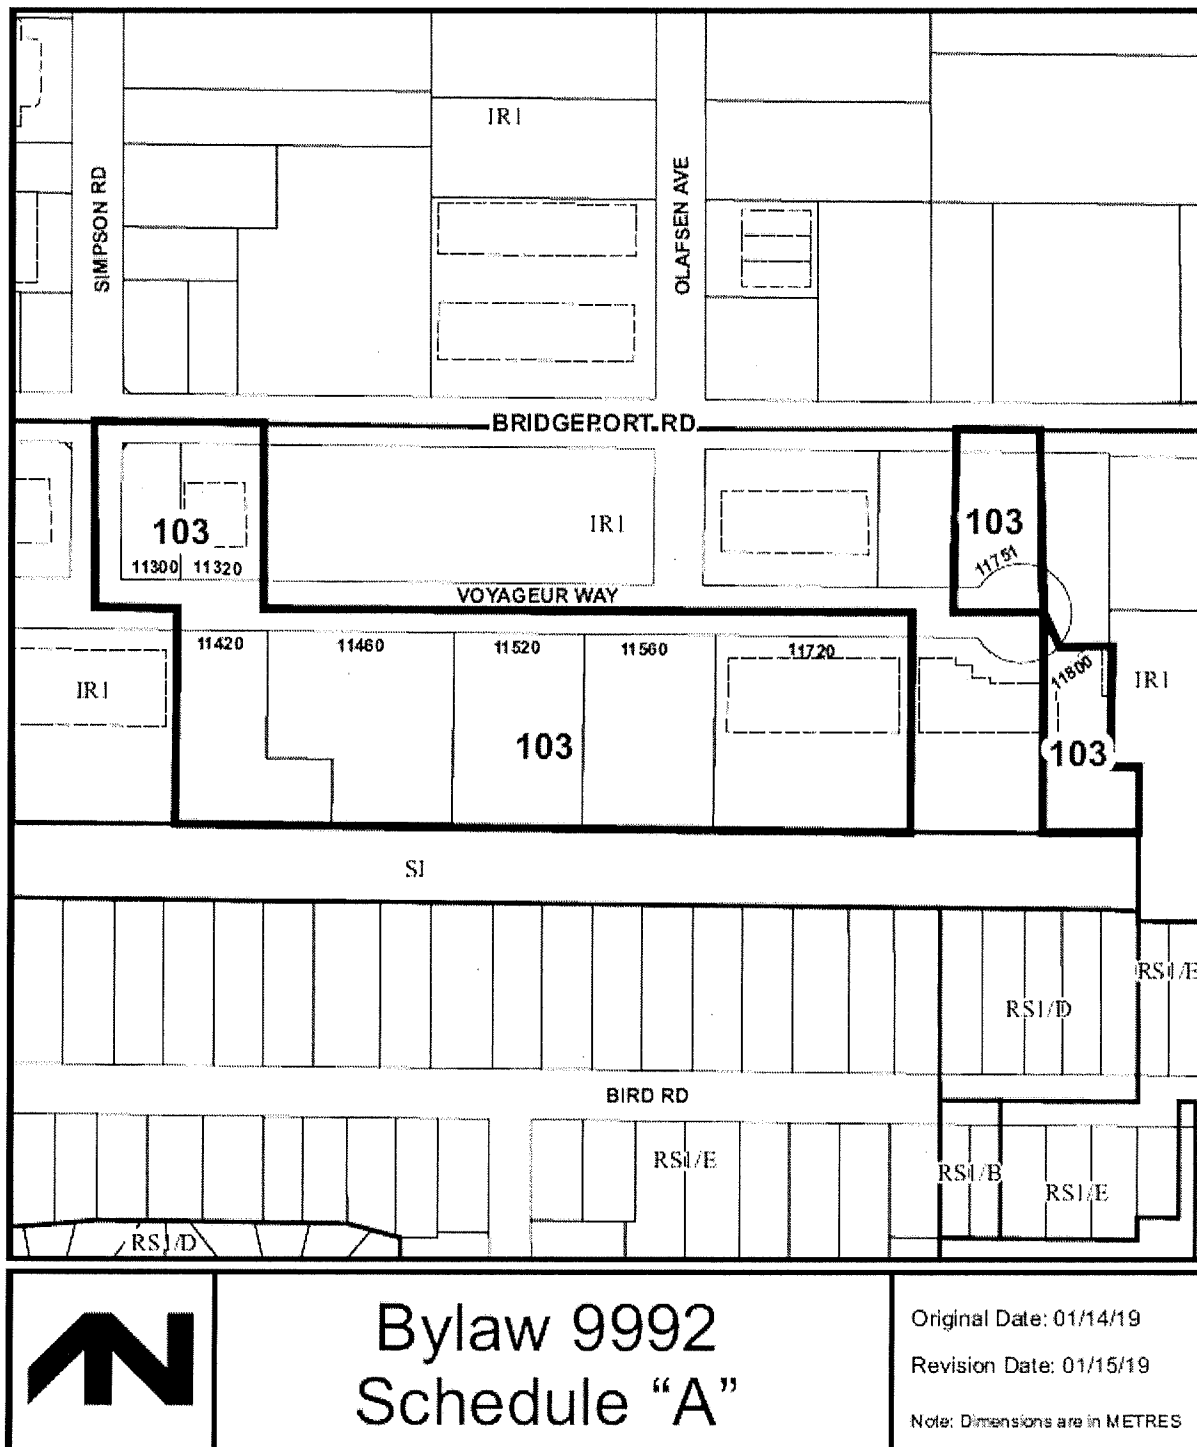 IR1
SIMPSON RD
OLAFSEN AVE
BRIDGEPORT RD
103
11300 11320
IR1
103
11751
VOYAGEUR WAY
11420
11460
11520
11560
11720
11800
IR1
IR1
103
103
SI
RS1/E
RS1/D
BIRD RD
RS1/E
RS1/B
RS1/E
RS1/D
N
Bylaw 9992
Schedule “A”
Original Date: 01/14/19
Revision Date: 01/15/19
Note: Dimensions are in METRES